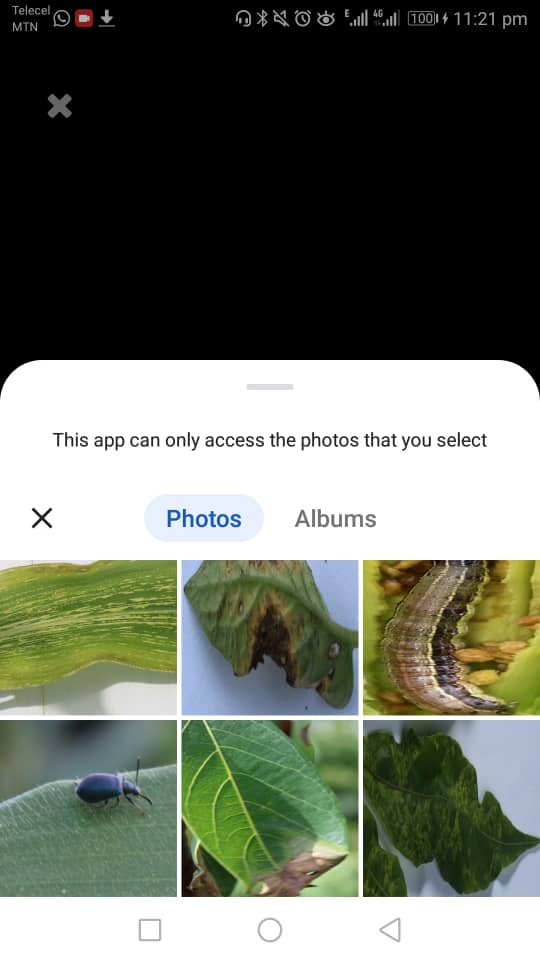 Telecel
MTN
E 4G 100 11:21 pm
This app can only access the photos that you select
Photos
Albums